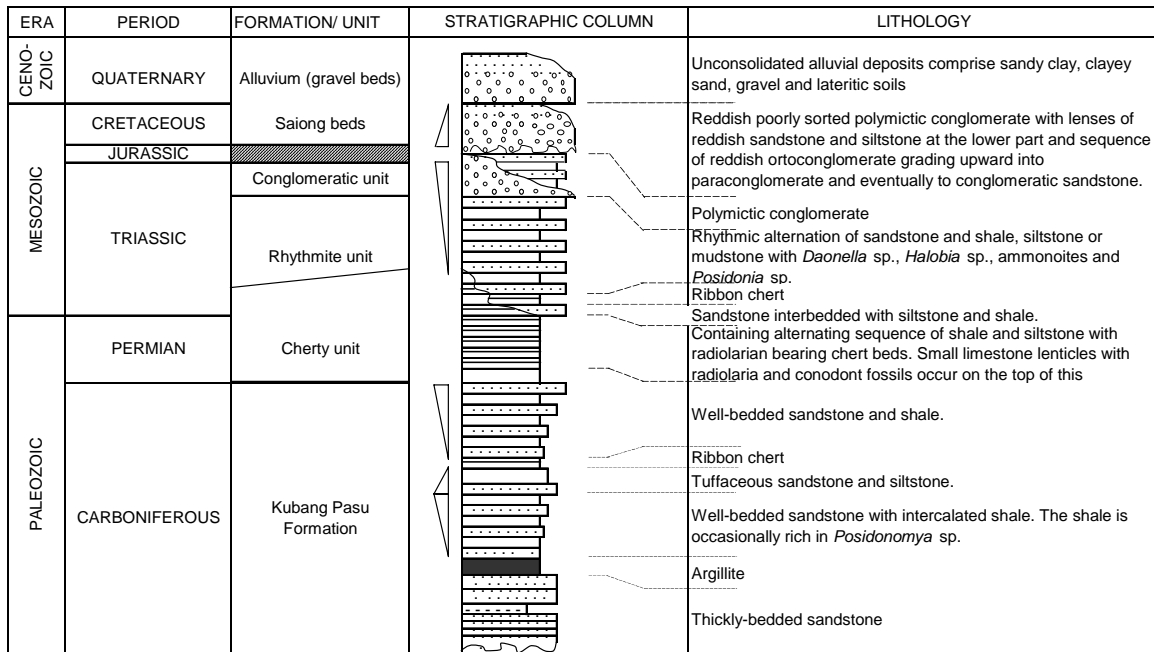 ERA
PERIOD
FORMATION/ UNIT
STRATIGRAPHIC COLUMN
LITHOLOGY
CENO-
ZOIC
QUATERNARY
Alluvium (gravel beds)
Unconsolidated alluvial deposits comprise sandy clay, clayey
sand, gravel and lateritic soils
MESOZOIC
CRETACEOUS
Saiong beds
Reddish poorly sorted polymictic conglomerate with lenses of
reddish sandstone and siltstone at the lower part and sequence
of reddish ortoconglomerate grading upward into
paraconglomerate and eventually to conglomeratic sandstone.
JURASSIC
TRIASSIC
Conglomeratic unit
Polymictic conglomerate
Rhythmite unit
Rhythmic alternation of sandstone and shale, siltstone or
mudstone with Daonella sp., Halobia sp., ammonoites and
Posidonia sp.
Ribbon chert
Sandstone interbedded with siltstone and shale.
PALEOZOIC
PERMIAN
Cherty unit
Containing alternating sequence of shale and siltstone with
radiolarian bearing chert beds. Small limestone lenticles with
radiolaria and conodont fossils occur on the top of this
CARBONIFEROUS
Kubang Pasu
Formation
Well-bedded sandstone and shale.
Ribbon chert
Tuffaceous sandstone and siltstone.
Well-bedded sandstone with intercalated shale. The shale is
occasionally rich in Posidonomya sp.
Argillite
Thickly-bedded sandstone